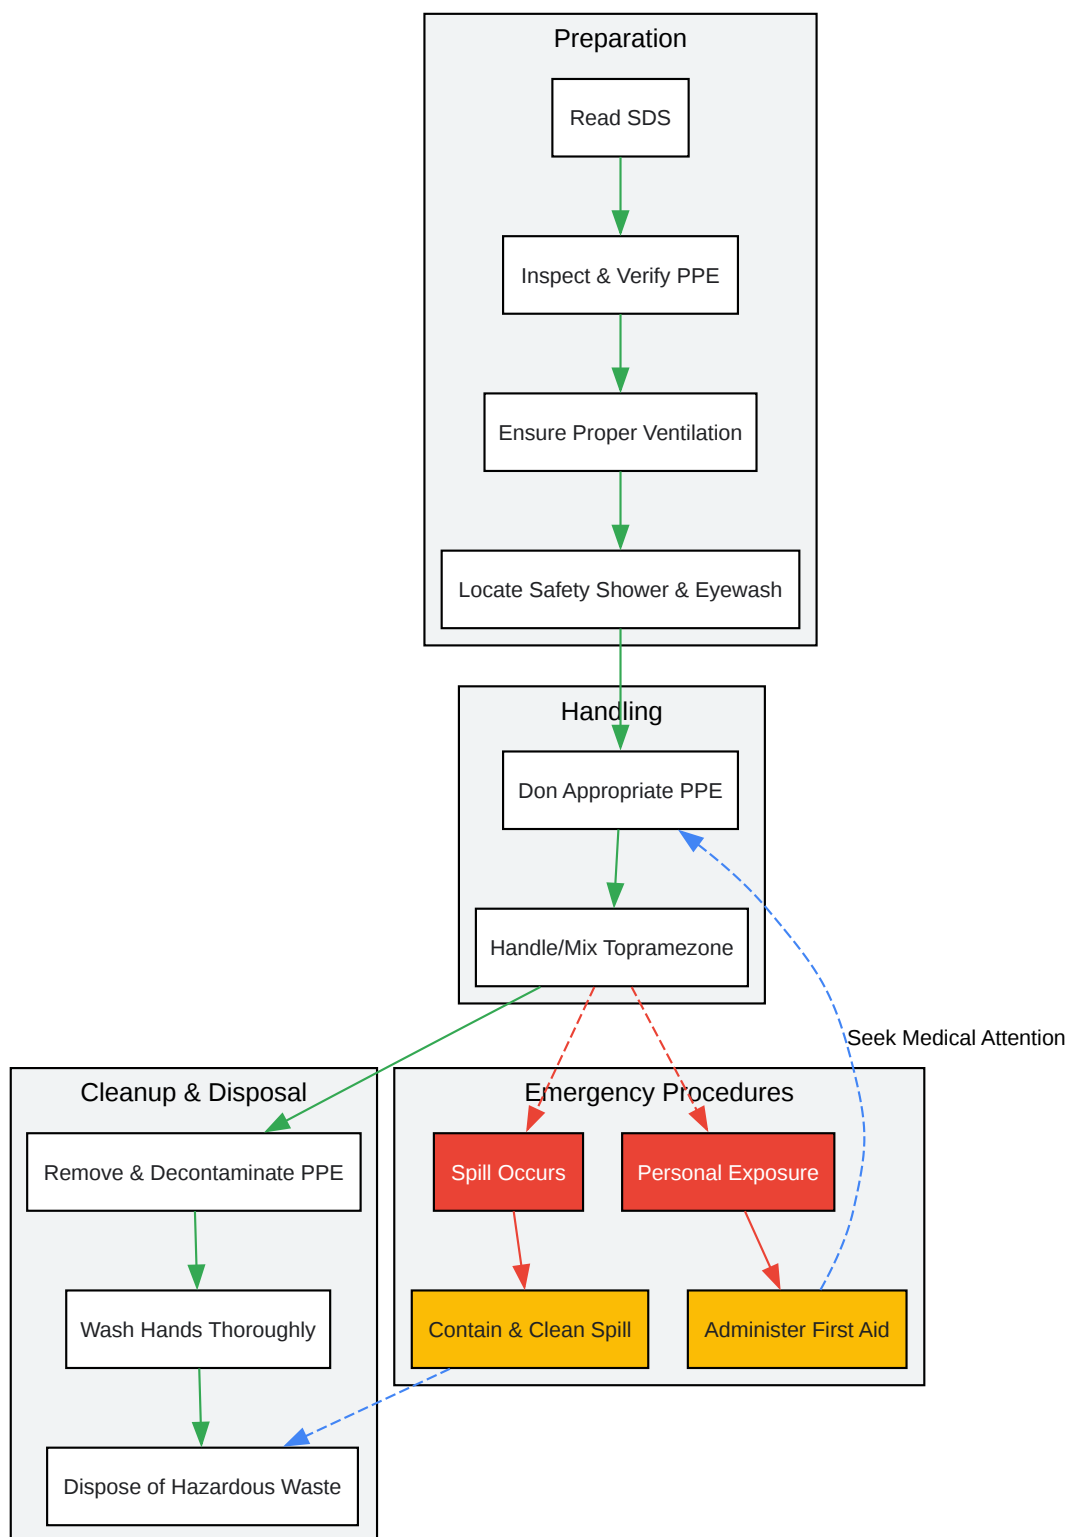 Preparation
Read SDS
Inspect & Verify PPE
Ensure Proper Ventilation
Locate Safety Shower & Eyewash
Handling
Don Appropriate PPE
Handle/Mix Topramezone
Seek Medical Attention
Cleanup & Disposal
Remove & Decontaminate PPE
Wash Hands Thoroughly
Dispose of Hazardous Waste
Emergency Procedures
Spill Occurs
Personal Exposure
Contain & Clean Spill
Administer First Aid